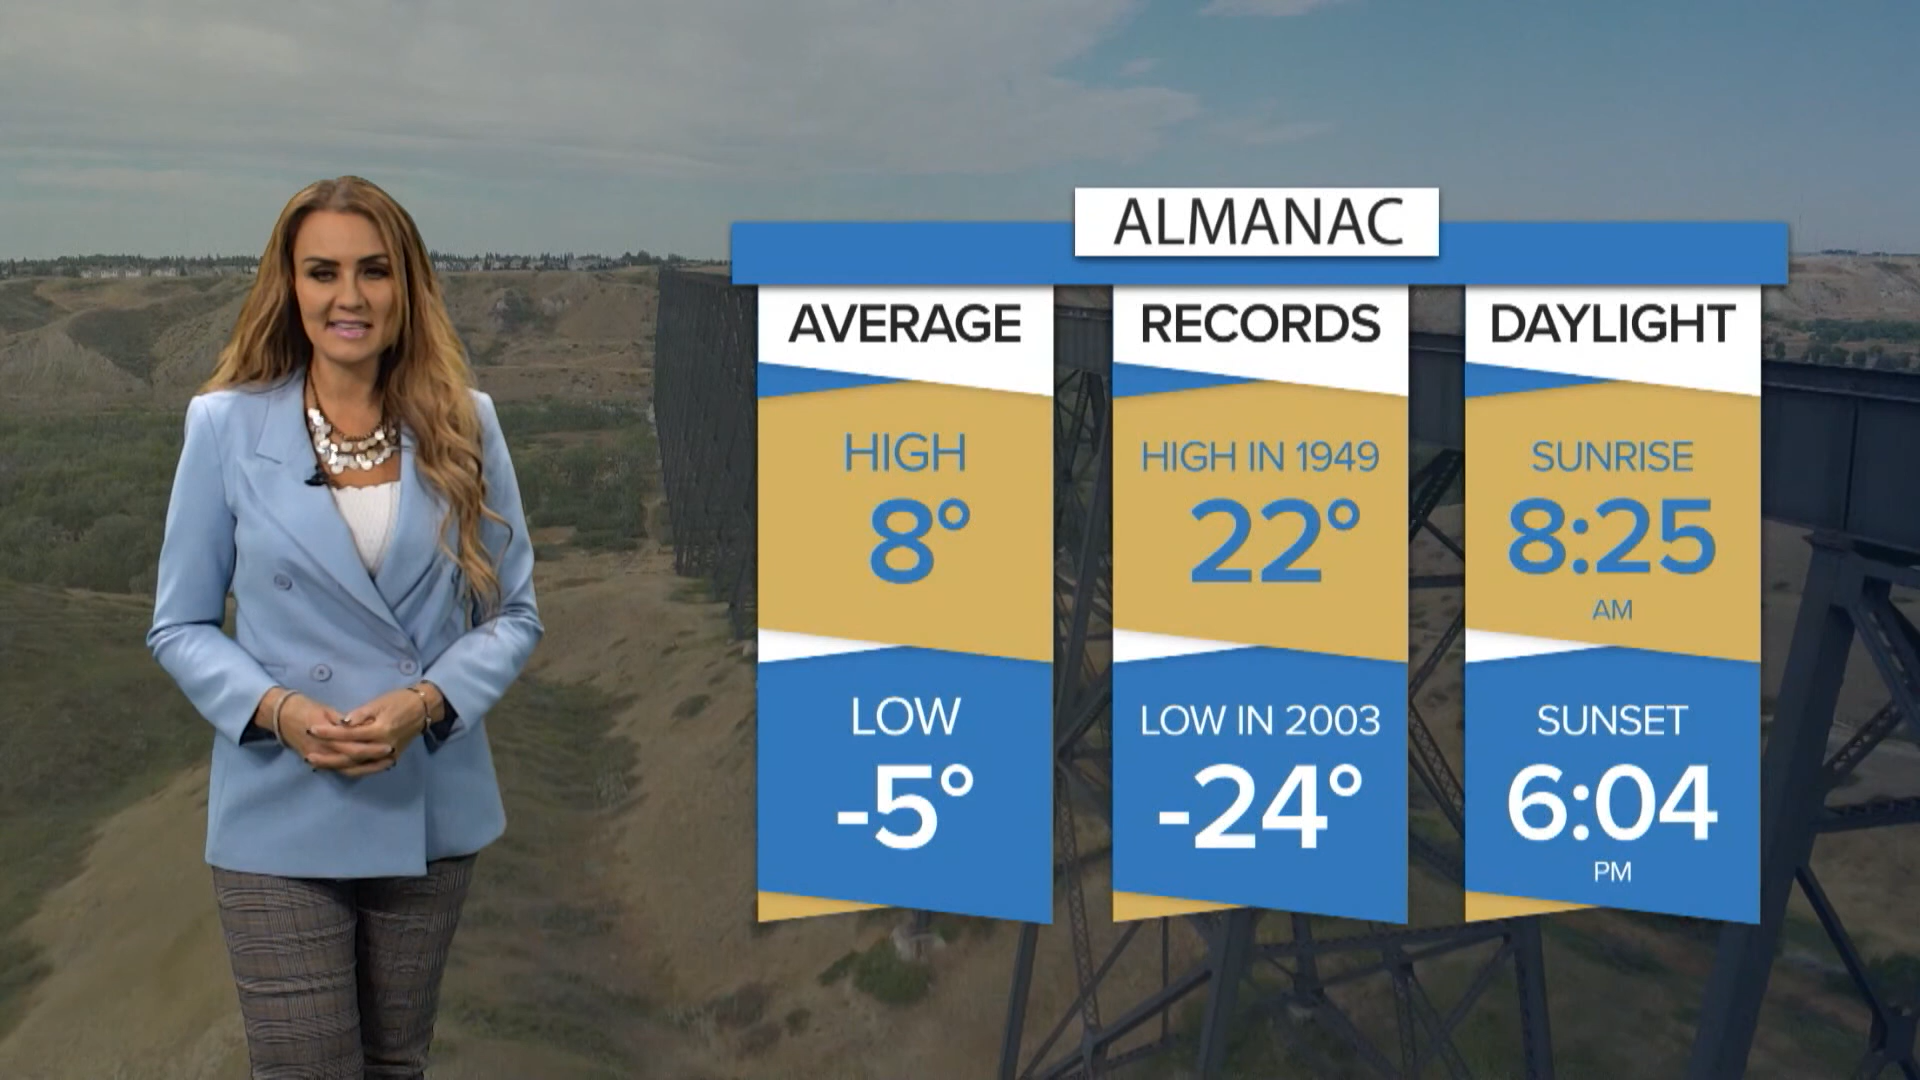 ALMANAC
AVERAGE
HIGH
8°
LOW
-5°
RECORDS
HIGH IN 1949
22°
LOW IN 2003
-24°
DAYLIGHT
SUNRISE
8:25
AM
SUNSET
6:04
PM